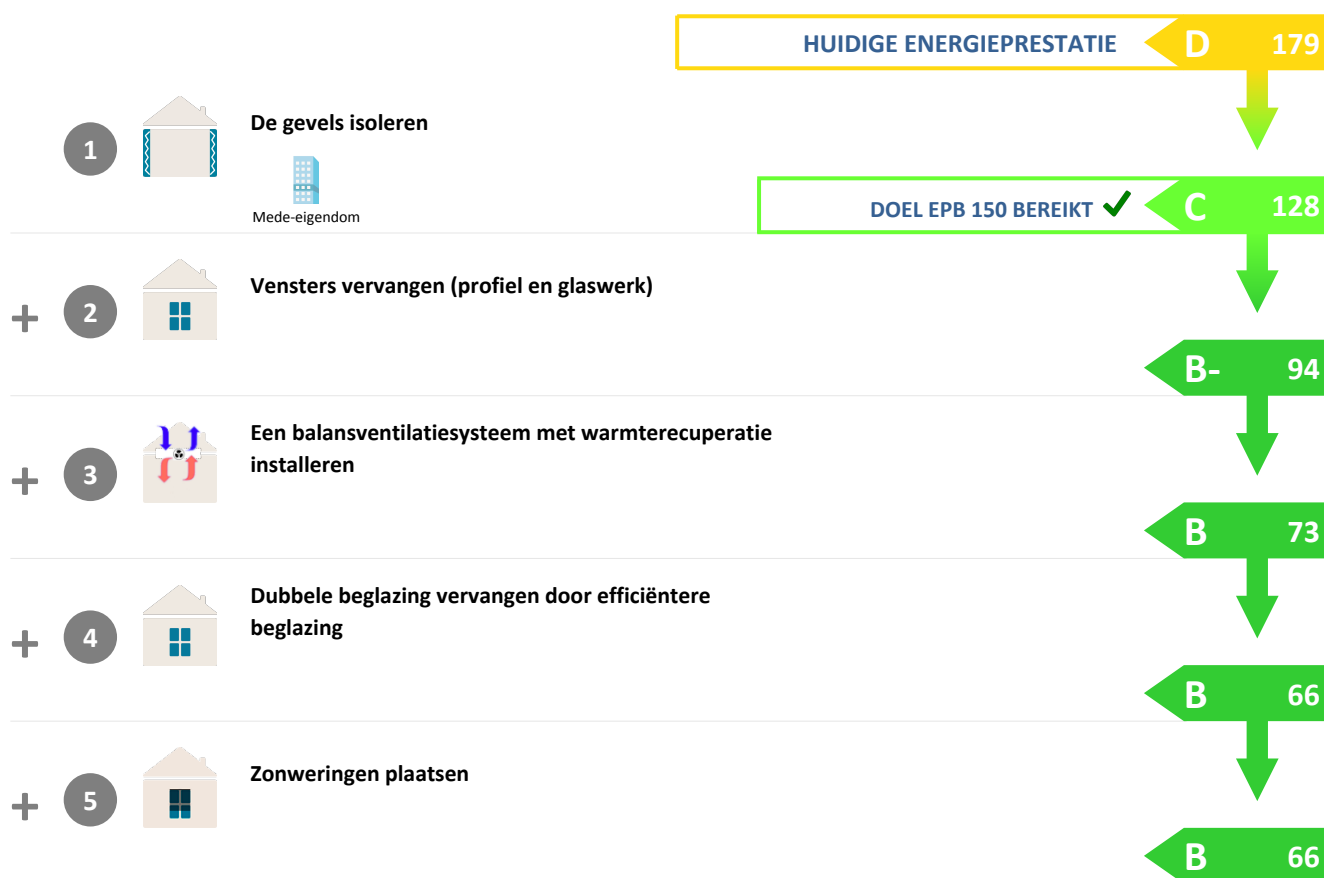 HUIDIGE ENERGIEPRESTATIE D 179
1 De gevels isoleren
Mede-eigendom
DOEL EPB 150 BEREIKT ✓ C 128
+ 2 Vensters vervangen (profiel en glaswerk)
B- 94
+ 3 Een balansventilatiesysteem met warmterecuperatie
installeren
B 73
+ 4 Dubbele beglazing vervangen door efficiëntere
beglazing
B 66
+ 5 Zonweringen plaatsen
B 66